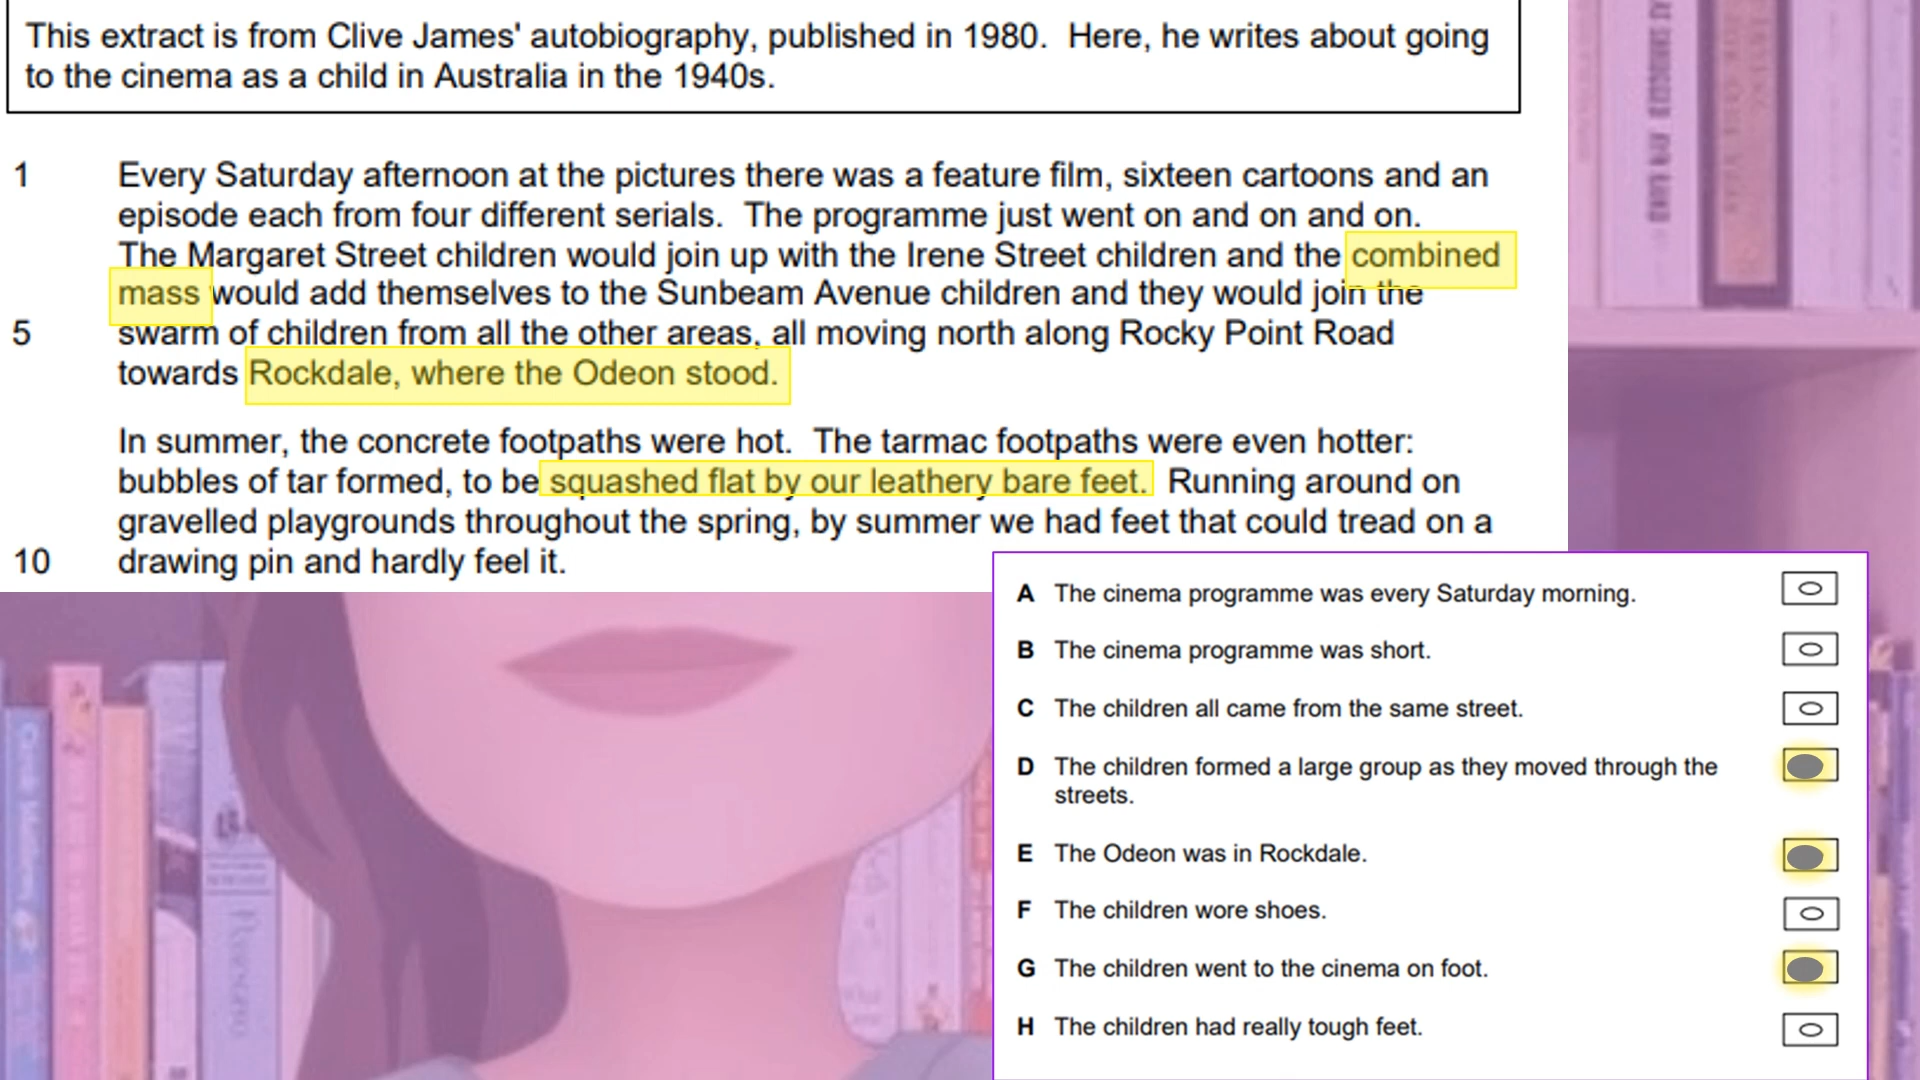 This extract is from Clive James' autobiography, published in 1980. Here, he writes about going
to the cinema as a child in Australia in the 1940s.
1 Every Saturday afternoon at the pictures there was a feature film, sixteen cartoons and an
episode each from four different serials. The programme just went on and on and on.
The Margaret Street children would join up with the Irene Street children and the combined
mass would add themselves to the Sunbeam Avenue children and they would join the
5 swarm of children from all the other areas, all moving north along Rocky Point Road
towards Rockdale, where the Odeon stood.
In summer, the concrete footpaths were hot. The tarmac footpaths were even hotter:
bubbles of tar formed, to be squashed flat by our leathery bare feet. Running around on
gravelled playgrounds throughout the spring, by summer we had feet that could tread on a
10 drawing pin and hardly feel it.
A The cinema programme was every Saturday morning.
B The cinema programme was short.
C The children all came from the same street.
D The children formed a large group as they moved through the
streets.
E The Odeon was in Rockdale.
F The children wore shoes.
G The children went to the cinema on foot.
H The children had really tough feet.